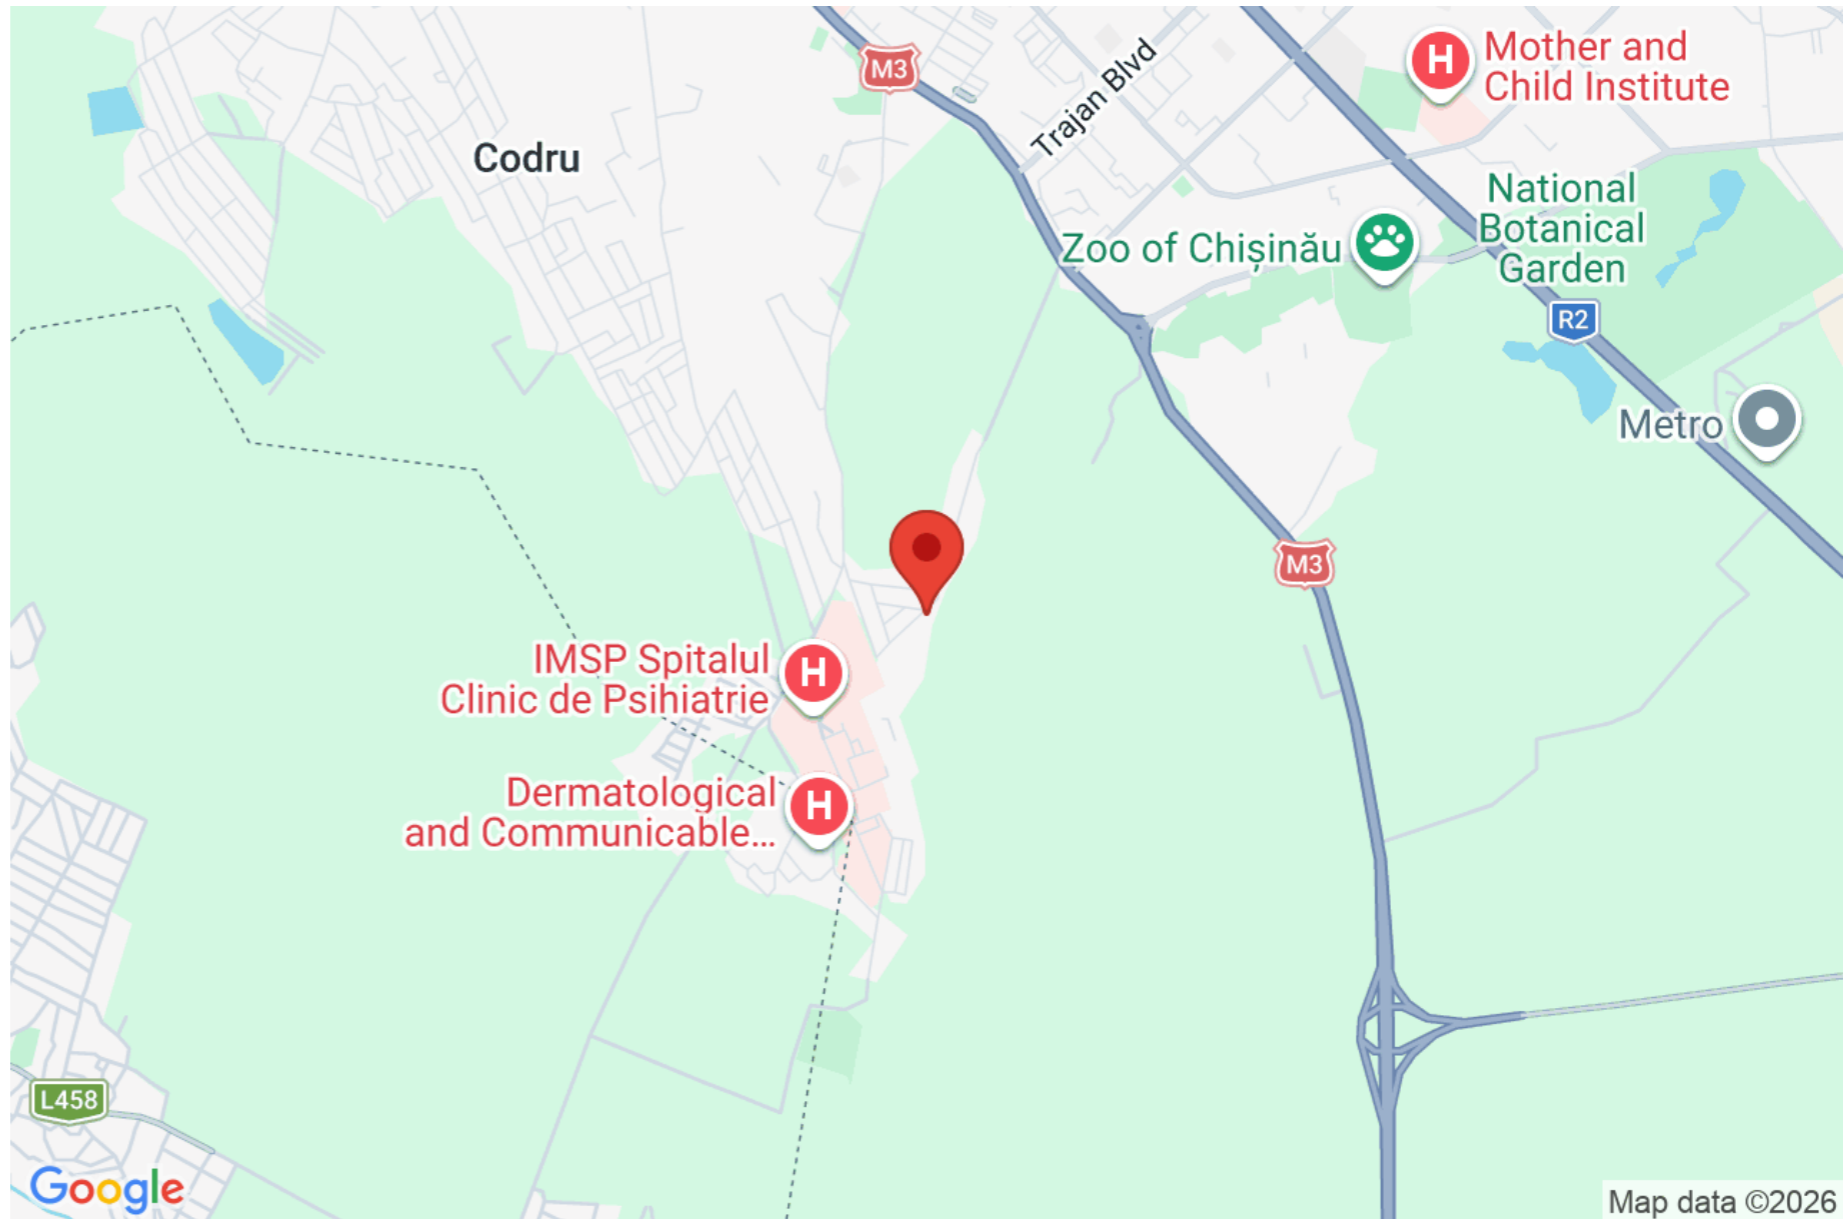 M3
Trajan Blvd
H
Mother and
Child Institute
Codru
National
Botanical
Garden
Zoo of Chișinău
R2
Metro
M3
IMSP Spitalul
Clinic de Psihiatrie
H
Dermatological
and Communicable...
H
L458
Google
Map data ©2026